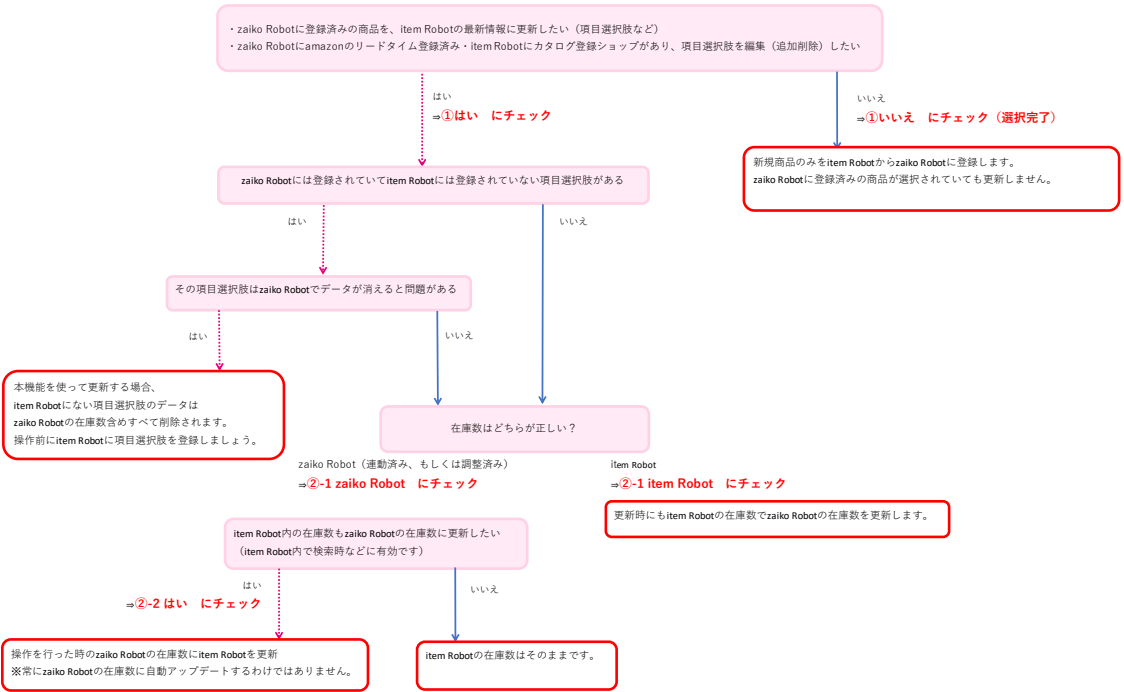 ・zaiko Robotに登録済みの商品を、item Robotの最新情報に更新したい（項目選択肢など）
・zaiko Robotにamazonのリードタイム登録済み・item Robotにカタログ登録ショップがあり、項目選択肢を編集（追加削除）したい
はい
⇒①はい　にチェック
いいえ
⇒①いいえ　にチェック（選択完了）
新規商品のみをitem Robotからzaiko Robotに登録します。
zaiko Robotに登録済みの商品が選択されていても更新しません。
zaiko Robotには登録されていてitem Robotには登録されていない項目選択肢がある
はい
いいえ
その項目選択肢はzaiko Robotでデータが消えると問題がある
はい
いいえ
本機能を使って更新する場合、
item Robotにない項目選択肢のデータは
zaiko Robotの在庫数含めすべて削除されます。
操作前にitem Robotに項目選択肢を登録しましょう。
在庫数はどちらが正しい？
zaiko Robot（連動済み、もしくは調整済み）
⇒②-1 zaiko Robot　にチェック
item Robot
⇒②-1 item Robot　にチェック
更新時にもitem Robotの在庫数でzaiko Robotの在庫数を更新します。
item Robot内の在庫数もzaiko Robotの在庫数に更新したい
（item Robot内で検索時などに有効です）
はい
⇒②-2 はい　にチェック
いいえ
操作を行った時のzaiko Robotの在庫数にitem Robotを更新
※常にzaiko Robotの在庫数に自動アップデートするわけではありません。
item Robotの在庫数はそのままです。